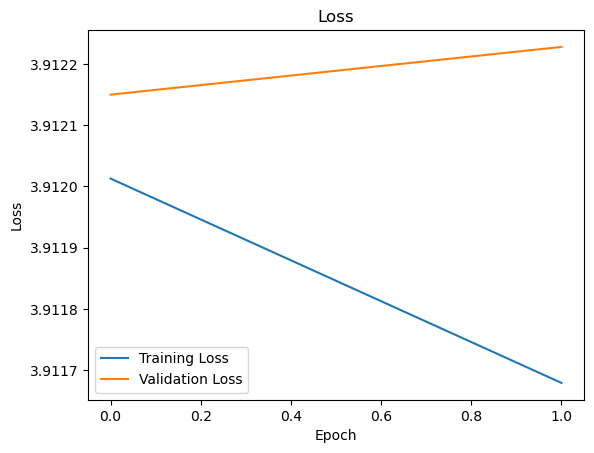 Loss
3.9122
3.9121
3.9120
3.9119
3.9118
3.9117
Loss
Training Loss
Validation Loss
0.0 0.2 0.4 0.6 0.8 1.0
Epoch